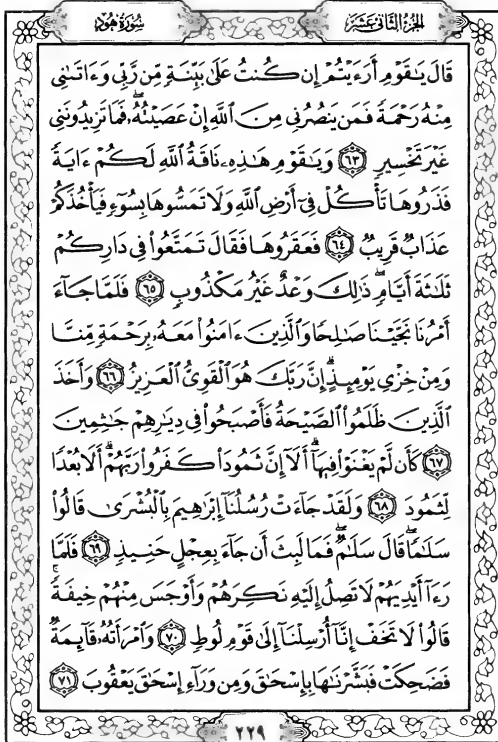 الجزء الثاني عشر
سورة هود
قَالَ يَـٰقَوْمِ أَرَءَيْتُمْ إِن كُنتُ عَلَىٰ بَيِّنَةٍ مِّن رَّبِّى وَءَاتَىٰنِى
مِنْهُ رَحْمَةً فَمَن يَنصُرُنِى مِنَ ٱللَّهِ إِنْ عَصَيْتُهُۥ ۖ فَمَا تَزِيدُونَنِى
غَيْرَ تَخْسِيرٍ ٦٣ وَيَـٰقَوْمِ هَـٰذِهِۦ نَاقَةُ ٱللَّهِ لَكُمْ ءَايَةً
فَذَرُوهَا تَأْكُلْ فِىٓ أَرْضِ ٱللَّهِ وَلَا تَمَسُّوهَا بِسُوٓءٍ فَيَأْخُذَكُمْ
عَذَابٌ قَرِيبٌ ٦٤ فَعَقَرُوهَا فَقَالَ تَمَتَّعُوا۟ فِى دَارِكُمْ
ثَلَـٰثَةَ أَيَّامٍ ۖ ذَٰلِكَ وَعْدٌ غَيْرُ مَكْذُوبٍ ٦٥ فَلَمَّا جَآءَ
أَمْرُنَا نَجَّيْنَا صَـٰلِحًا وَٱلَّذِينَ ءَامَنُوا۟ مَعَهُۥ بِرَحْمَةٍ مِّنَّا
وَمِنْ خِزْىِ يَوْمِئِذٍ ۗ إِنَّ رَبَّكَ هُوَ ٱلْقَوِىُّ ٱلْعَزِيزُ ٦٦ وَأَخَذَ
ٱلَّذِينَ ظَلَمُوا۟ ٱلصَّيْحَةُ فَأَصْبَحُوا۟ فِى دِيَـٰرِهِمْ جَـٰثِمِينَ
٦٧ كَأَن لَّمْ يَغْنَوْا۟ فِيهَآ ۗ أَلَآ إِنَّ ثَمُودَا۟ كَفَرُوا۟ رَبَّهُمْ ۗ أَلَا بُعْدًا
لِّثَمُودَ ٦٨ وَلَقَدْ جَآءَتْ رُسُلُنَآ إِبْرَٰهِيمَ بِٱلْبُشْرَىٰ قَالُوا۟
سَلَـٰمًا ۖ قَالَ سَلَـٰمٌ ۖ فَمَا لَبِثَ أَن جَآءَ بِعِجْلٍ حَنِيذٍ ٦٩ فَلَمَّا
رَءَآ أَيْدِيَهُمْ لَا تَصِلُ إِلَيْهِ نَكِرَهُمْ وَأَوْجَسَ مِنْهُمْ خِيفَةً ۚ
قَالُوا۟ لَا تَخَفْ إِنَّآ أُرْسِلْنَآ إِلَىٰ قَوْمِ لُوطٍ ٧٠ وَٱمْرَأَتُهُۥ قَآئِمَةٌ
فَضَحِكَتْ فَبَشَّرْنَـٰهَا بِإِسْحَـٰقَ وَمِن وَرَآءِ إِسْحَـٰقَ يَعْقُوبَ ٧١
٢٢٩